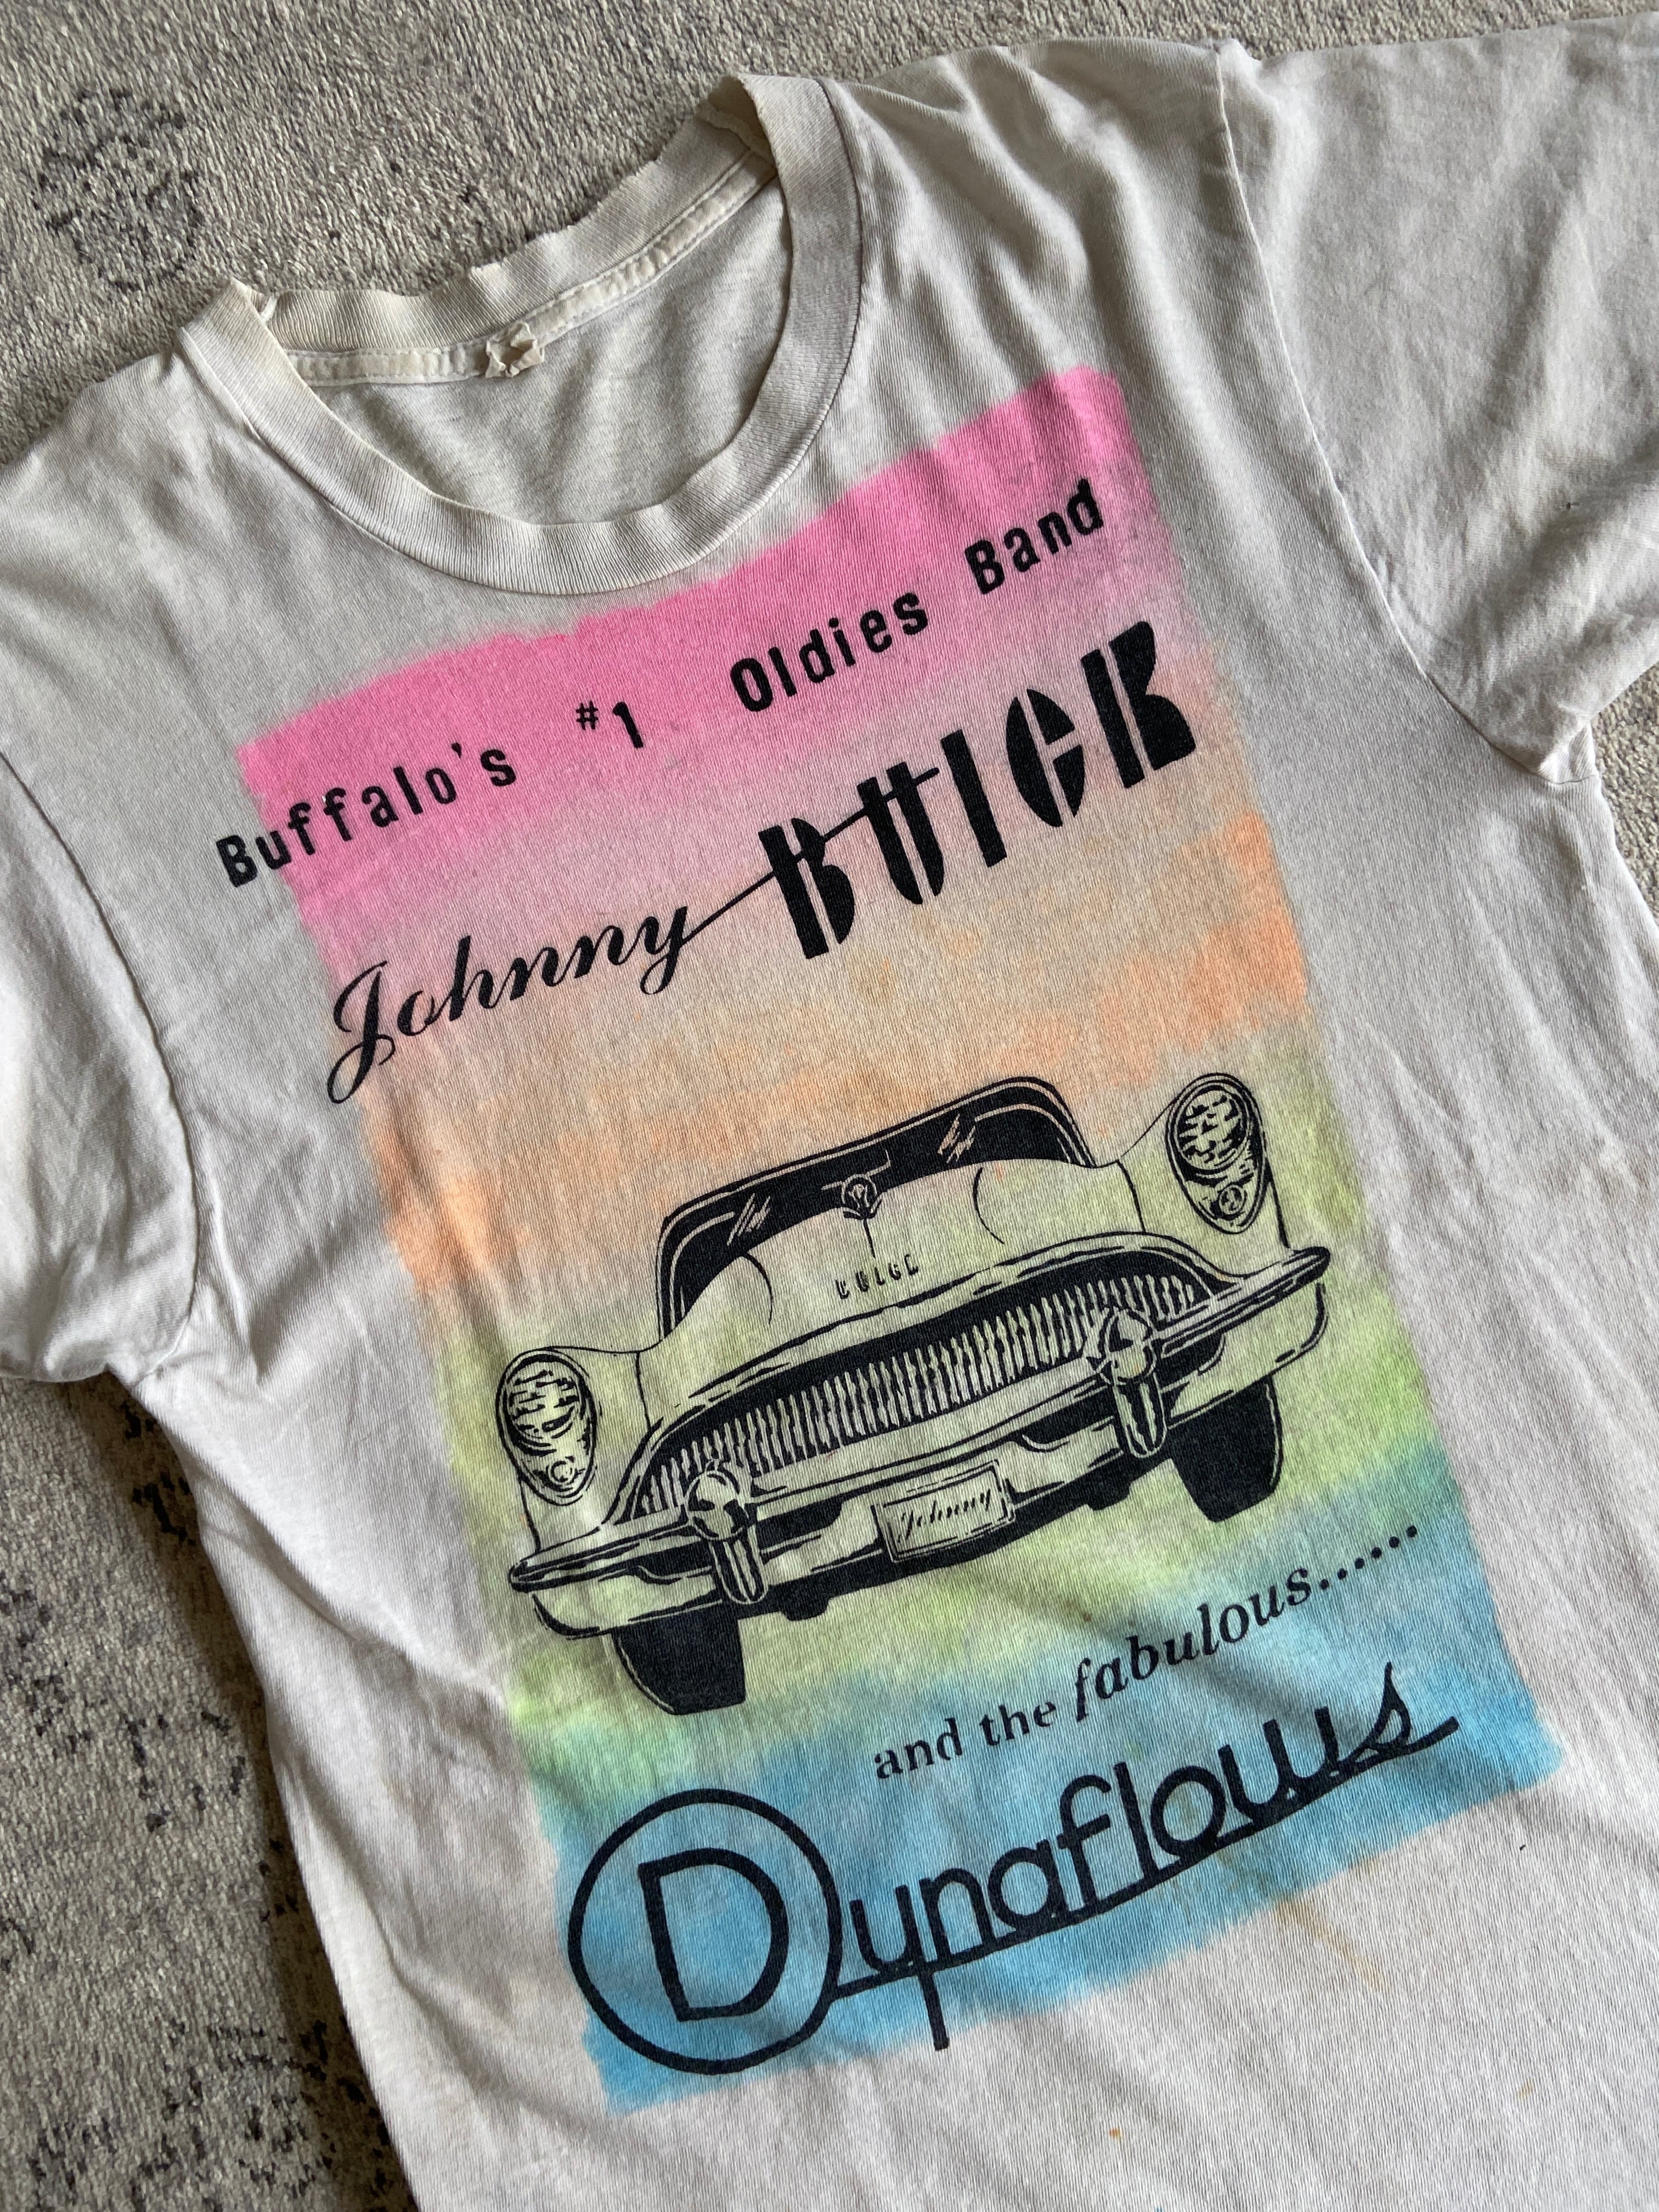 Buffalo's #1 Oldies Band
Johnny BUICK
BUICK
Johnny
and the fabulous......
Dynaflows